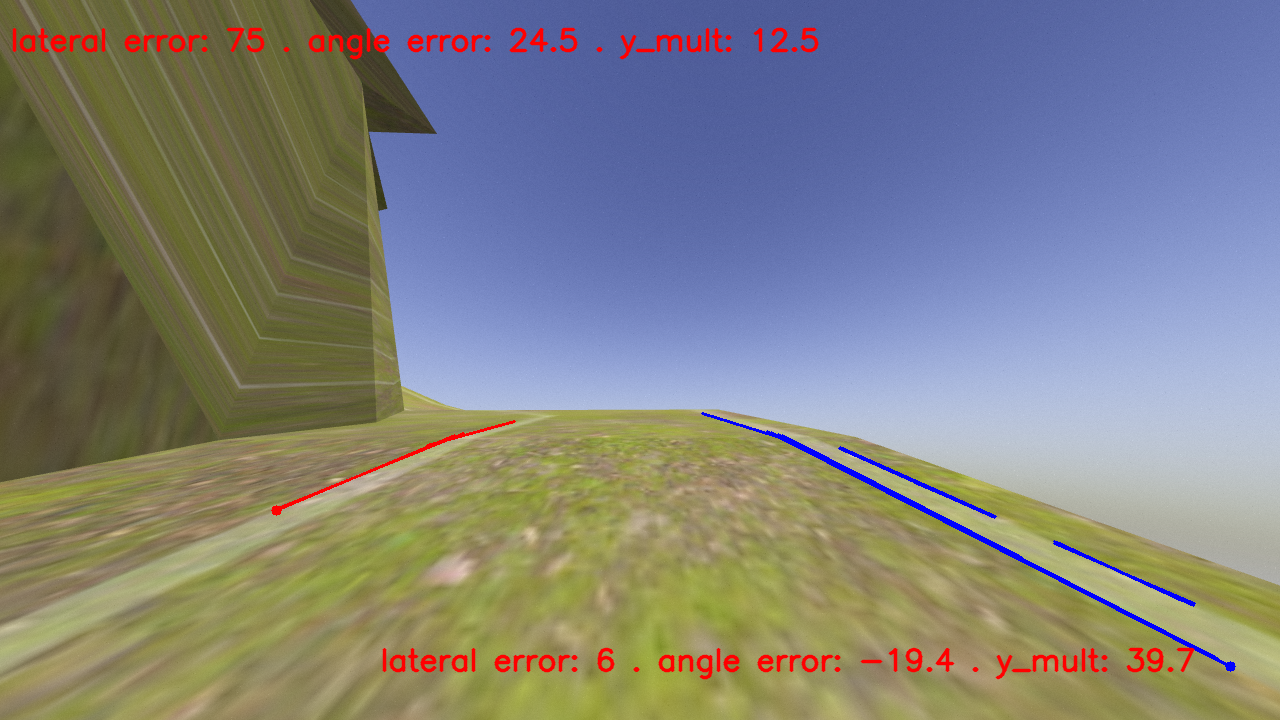 lateral error: 75 . angle error: 24.5 . y_mult: 12.5
lateral error: 6 . angle error: -19.4 . y_mult: 39.7